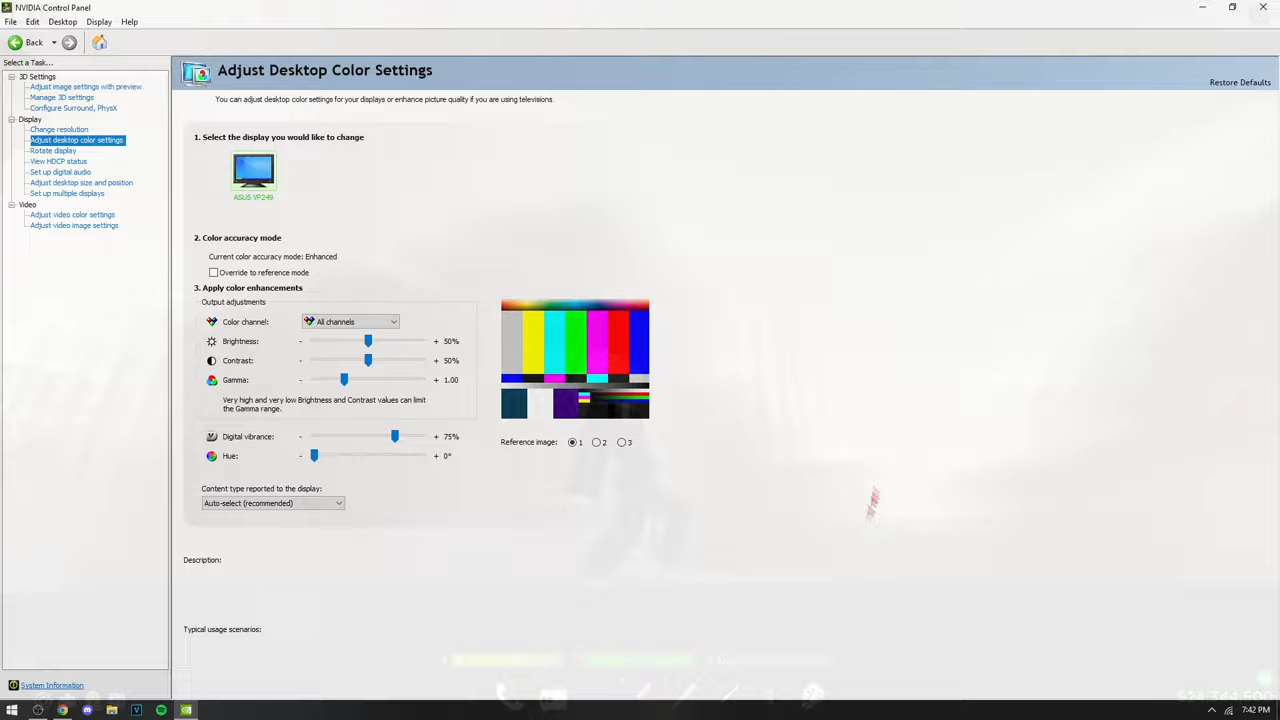 NVIDIA Control Panel
File Edit Desktop Display Help
Back
Select a Task...
3D Settings
Adjust image settings with preview
Manage 3D settings
Configure Surround, PhysX
Display
Change resolution
Adjust desktop color settings
Rotate display
View HDCP status
Set up digital audio
Adjust desktop size and position
Set up multiple displays
Video
Adjust video color settings
Adjust video image settings
System Information
Adjust Desktop Color Settings
Restore Defaults
You can adjust desktop color settings for your displays or enhance picture quality if you are using televisions.
1. Select the display you would like to change
ASUS VP249
2. Color accuracy mode
Current color accuracy mode: Enhanced
Override to reference mode
3. Apply color enhancements
Output adjustments
Color channel: All channels
Brightness: - + 50%
Contrast: - + 50%
Gamma: - + 1.00
Very high and very low Brightness and Contrast values can limit
the Gamma range.
Digital vibrance: - + 75%
Hue: - + 0°
Reference image: 1 2 3
Content type reported to the display:
Auto-select (recommended)
Description:
Typical usage scenarios:
7:42 PM